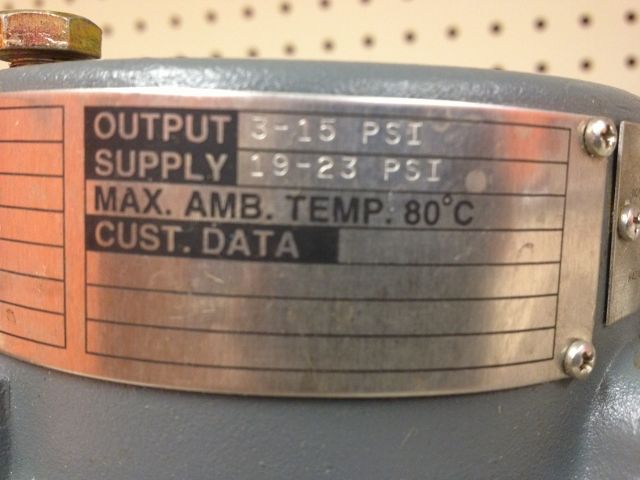 OUTPUT 3-15 PSI
SUPPLY 19-23 PSI
MAX. AMB. TEMP. 80°C
CUST. DATA